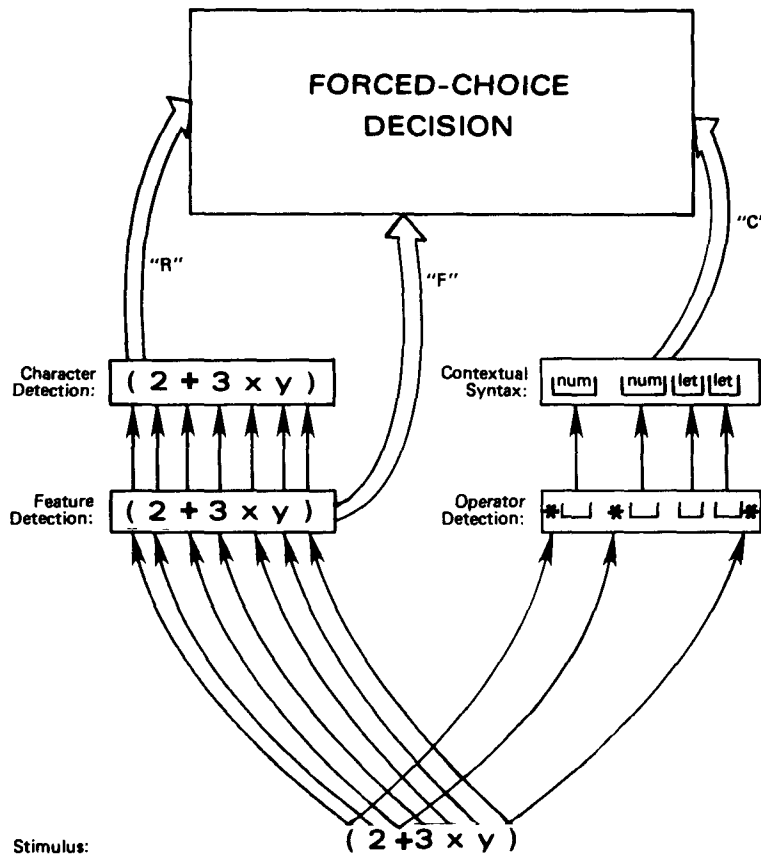 FORCED-CHOICE
DECISION
"R"
"F"
"C"
Character
Detection:
( 2 + 3 x y )
Contextual
Syntax:
num num let let
Feature
Detection:
( 2 + 3 x y )
Operator
Detection:
* * *
Stimulus:
( 2 +3 x y )